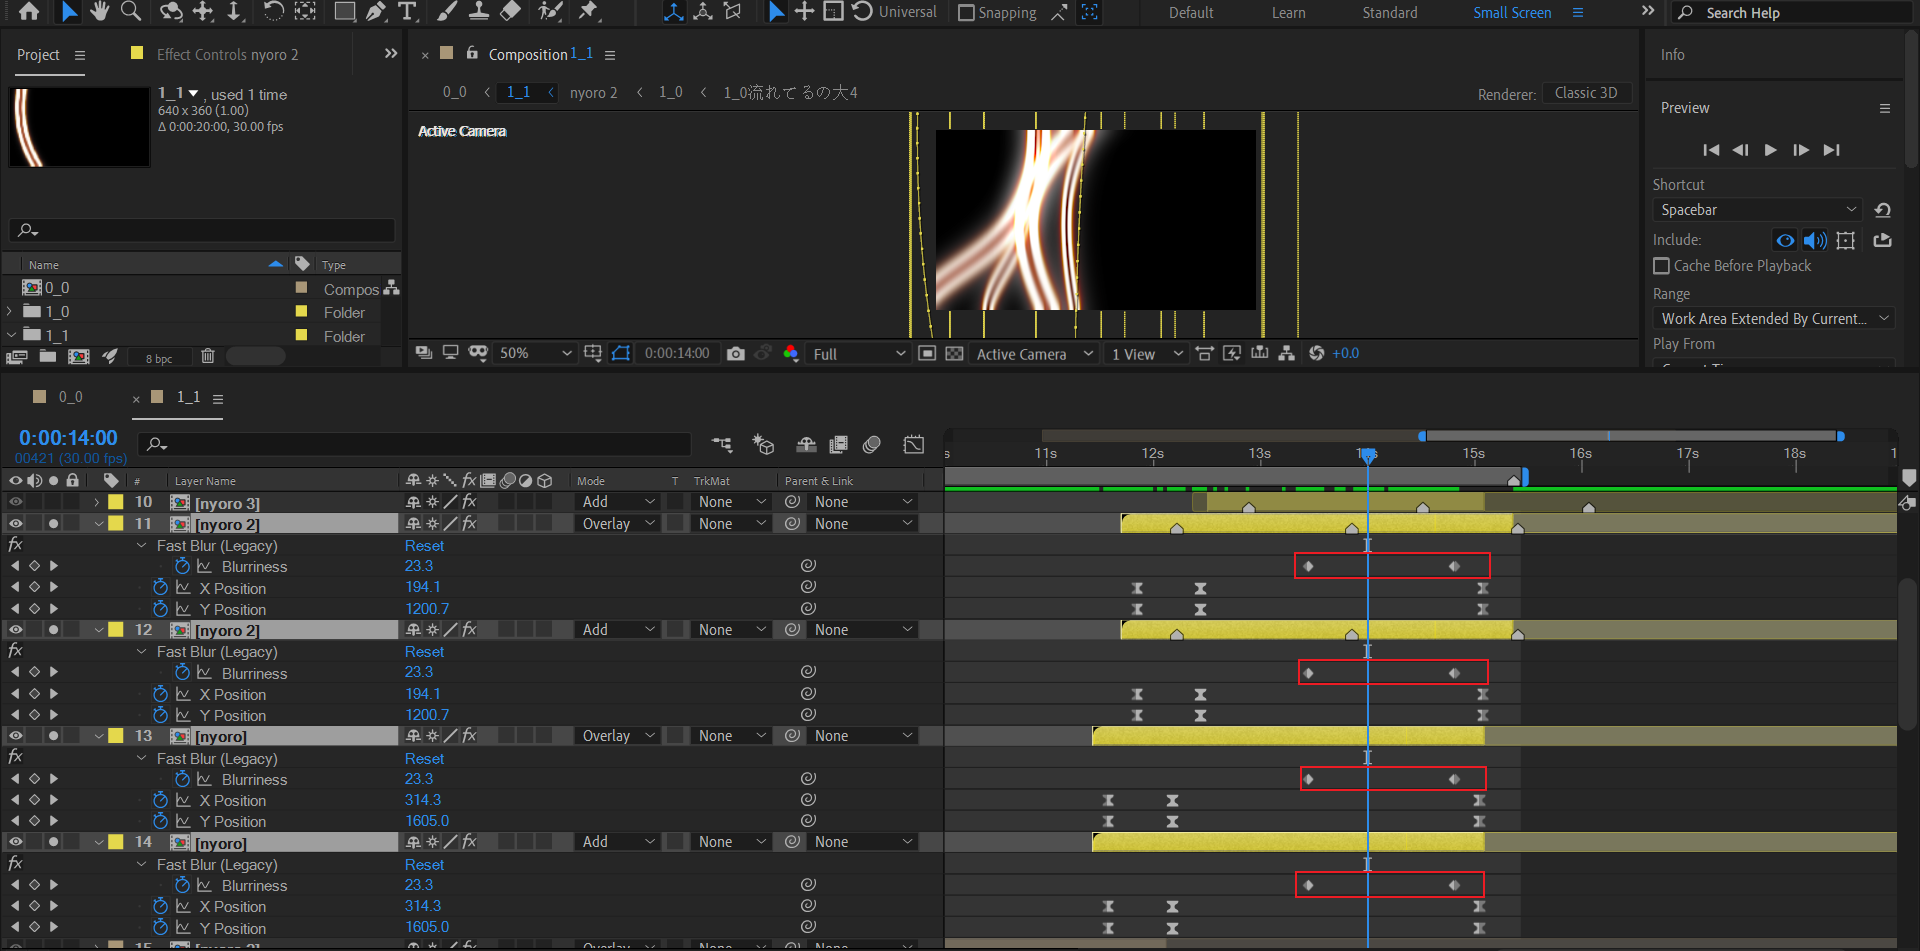 Universal
Snapping
Default
Learn
Standard
Small Screen
Search Help
Project
Effect Controls nyoro 2
1_1 , used 1 time
640 x 360 (1.00)
Δ 0:00:20:00, 30.00 fps
Name
Type
0_0
Compos
1_0
Folder
1_1
Folder
8 bpc
Composition 1_1
0_0
1_1
nyoro 2
1_0
1_0流れてるの大4
Renderer:
Classic 3D
Active Camera
50%
0:00:14:00
Full
Active Camera
1 View
+0.0
Info
Preview
Shortcut
Spacebar
Include:
Cache Before Playback
Range
Work Area Extended By Current...
Play From
0_0
1_1
0:00:14:00
00421 (30.00 fps)
s 11s 12s 13s 15s 16s 17s 18s 1
# Layer Name
Mode T TrkMat Parent & Link
10 [nyoro 3] Add None None
11 [nyoro 2] Overlay None None
fx Fast Blur (Legacy) Reset
Blurriness 23.3
X Position 194.1
Y Position 1200.7
12 [nyoro 2] Add None None
fx Fast Blur (Legacy) Reset
Blurriness 23.3
X Position 194.1
Y Position 1200.7
13 [nyoro] Overlay None None
fx Fast Blur (Legacy) Reset
Blurriness 23.3
X Position 314.3
Y Position 1605.0
14 [nyoro] Add None None
fx Fast Blur (Legacy) Reset
Blurriness 23.3
X Position 314.3
Y Position 1605.0